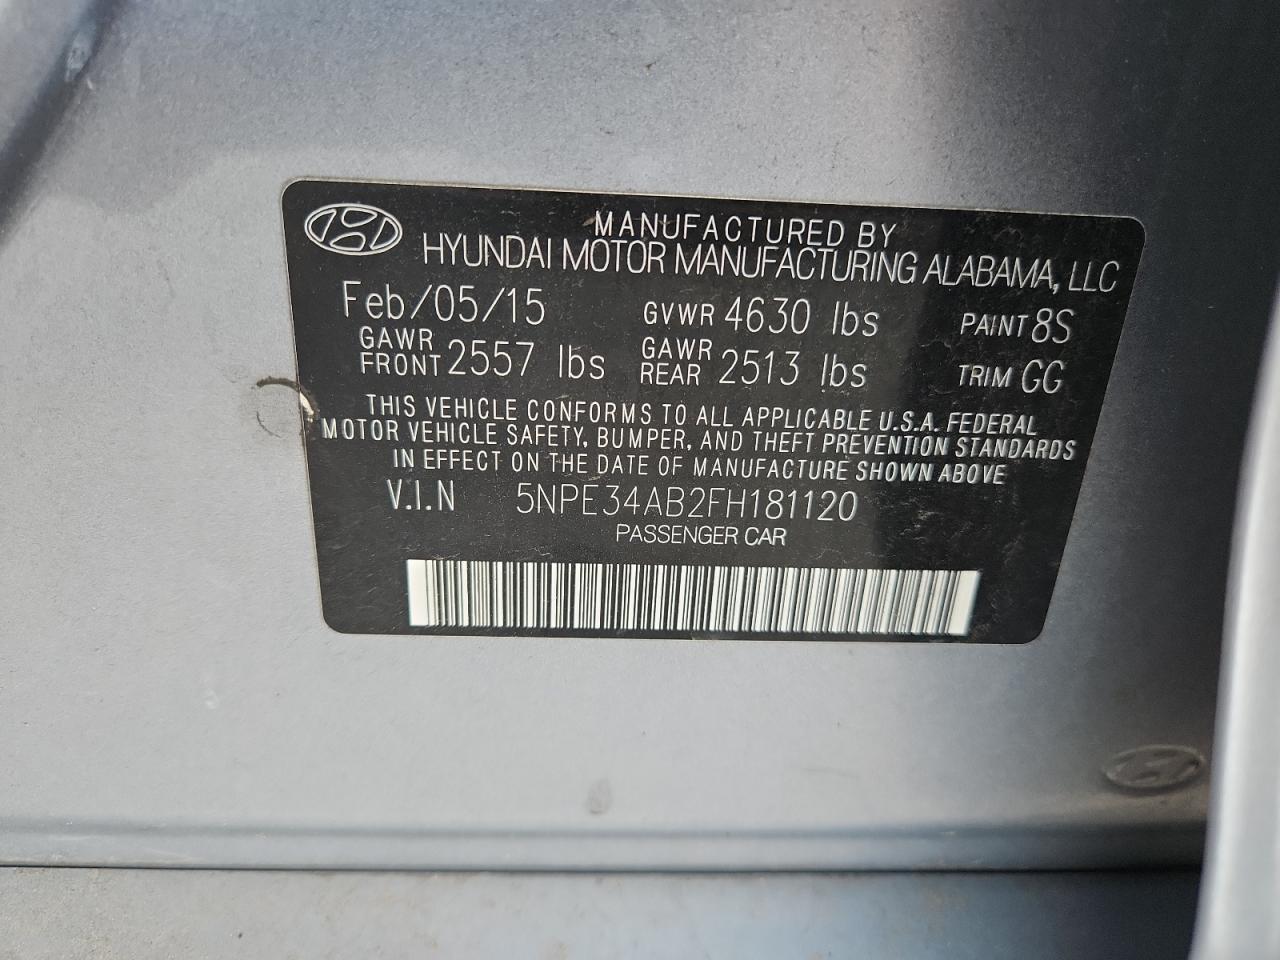 MANUFACTURED BY
HYUNDAI MOTOR MANUFACTURING ALABAMA, LLC
Feb/05/15 GVWR 4630 lbs PAINT 8S
GAWR FRONT 2557 lbs GAWR REAR 2513 lbs TRIM GG
THIS VEHICLE CONFORMS TO ALL APPLICABLE U.S.A. FEDERAL
MOTOR VEHICLE SAFETY, BUMPER, AND THEFT PREVENTION STANDARDS
IN EFFECT ON THE DATE OF MANUFACTURE SHOWN ABOVE
V.I.N 5NPE34AB2FH181120
PASSENGER CAR